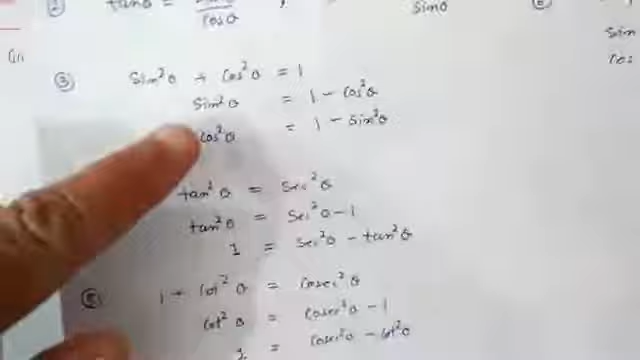 ② tanθ =
cosθ
sinθ
③ sin²θ + cos²θ = 1
sin
sin²θ = 1 - cos²θ
cos
cos²θ = 1 - sin²θ
tan²θ = sec²θ
tan²θ = sec²θ - 1
1 = sec²θ - tan²θ
⑤ 1 + cot²θ = cosec²θ
cot²θ = cosec²θ - 1
1 = cosec²θ - cot²θ